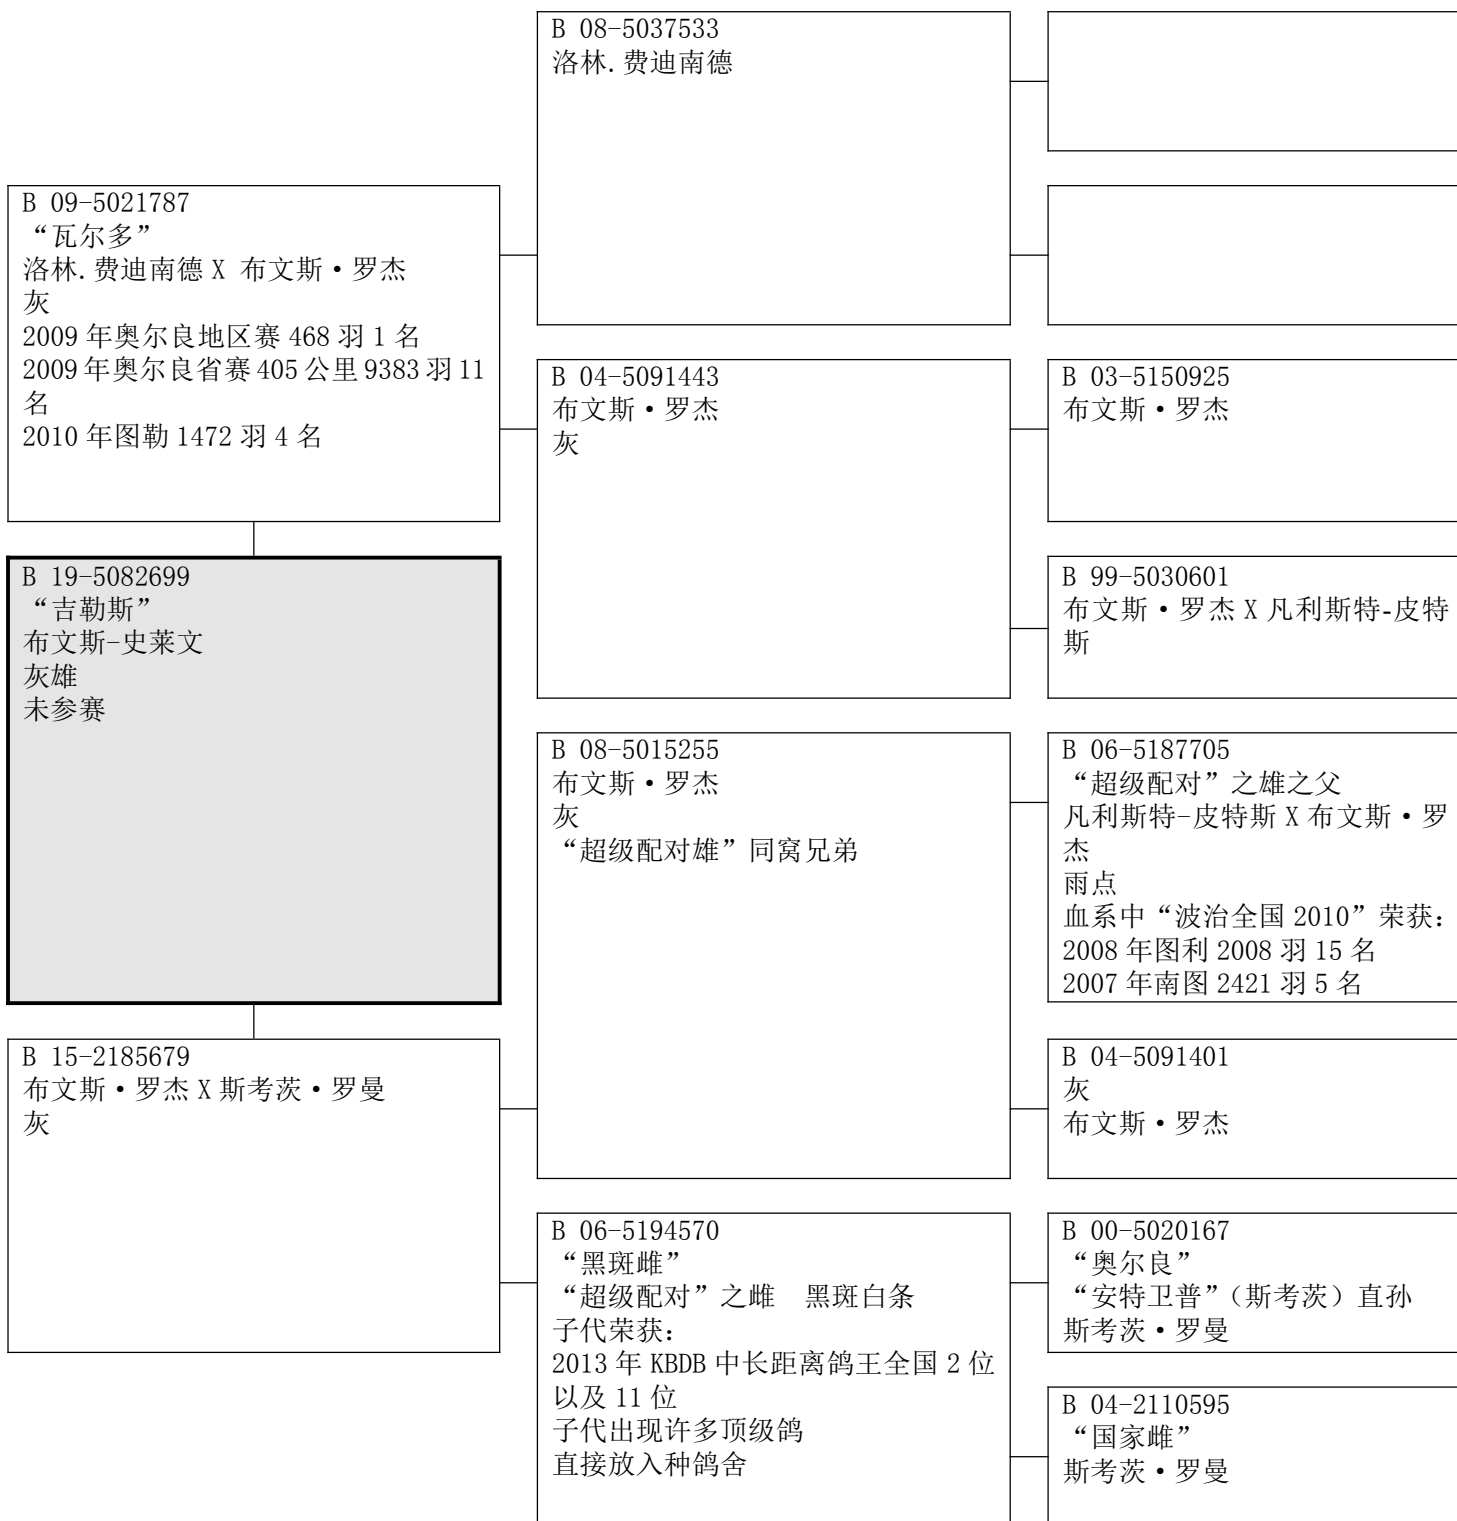 B 09-5021787
“瓦尔多”
洛林.费迪南德 X 布文斯·罗杰
灰
2009 年奥尔良地区赛 468 羽 1 名
2009 年奥尔良省赛 405 公里 9383 羽 11
名
2010 年图勒 1472 羽 4 名
B 19-5082699
“吉勒斯”
布文斯-史莱文
灰雄
未参赛
B 15-2185679
布文斯·罗杰 X 斯考茨·罗曼
灰
B 08-5037533
洛林.费迪南德
B 04-5091443
布文斯·罗杰
灰
B 08-5015255
布文斯·罗杰
灰
“超级配对雄”同窝兄弟
B 06-5194570
“黑斑雌”
“超级配对”之雌　黑斑白条
子代荣获：
2013 年 KBDB 中长距离鸽王全国 2 位
以及 11 位
子代出现许多顶级鸽
直接放入种鸽舍
B 03-5150925
布文斯·罗杰
B 99-5030601
布文斯·罗杰 X 凡利斯特-皮特
斯
B 06-5187705
“超级配对”之雄之父
凡利斯特-皮特斯 X 布文斯·罗
杰
雨点
血系中“波治全国 2010”荣获：
2008 年图利 2008 羽 15 名
2007 年南图 2421 羽 5 名
B 04-5091401
灰
布文斯·罗杰
B 00-5020167
“奥尔良”
“安特卫普”（斯考茨）直孙
斯考茨·罗曼
B 04-2110595
“国家雌”
斯考茨·罗曼